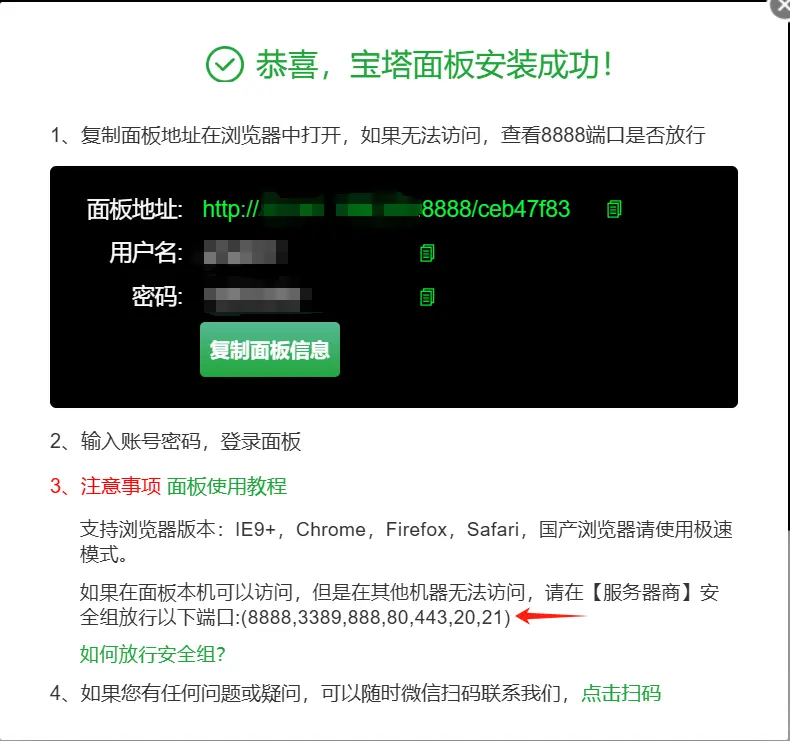 恭喜，宝塔面板安装成功！
1、复制面板地址在浏览器中打开，如果无法访问，查看8888端口是否放行
面板地址: http:// 8888/ceb47f83
用户名:
密码:
复制面板信息
2、输入账号密码，登录面板
3、注意事项 面板使用教程
支持浏览器版本：IE9+，Chrome，Firefox，Safari，国产浏览器请使用极速
模式。
如果在面板本机可以访问，但是在其他机器无法访问，请在【服务器商】安
全组放行以下端口:(8888,3389,888,80,443,20,21)
如何放行安全组?
4、如果您有任何问题或疑问，可以随时微信扫码联系我们，点击扫码